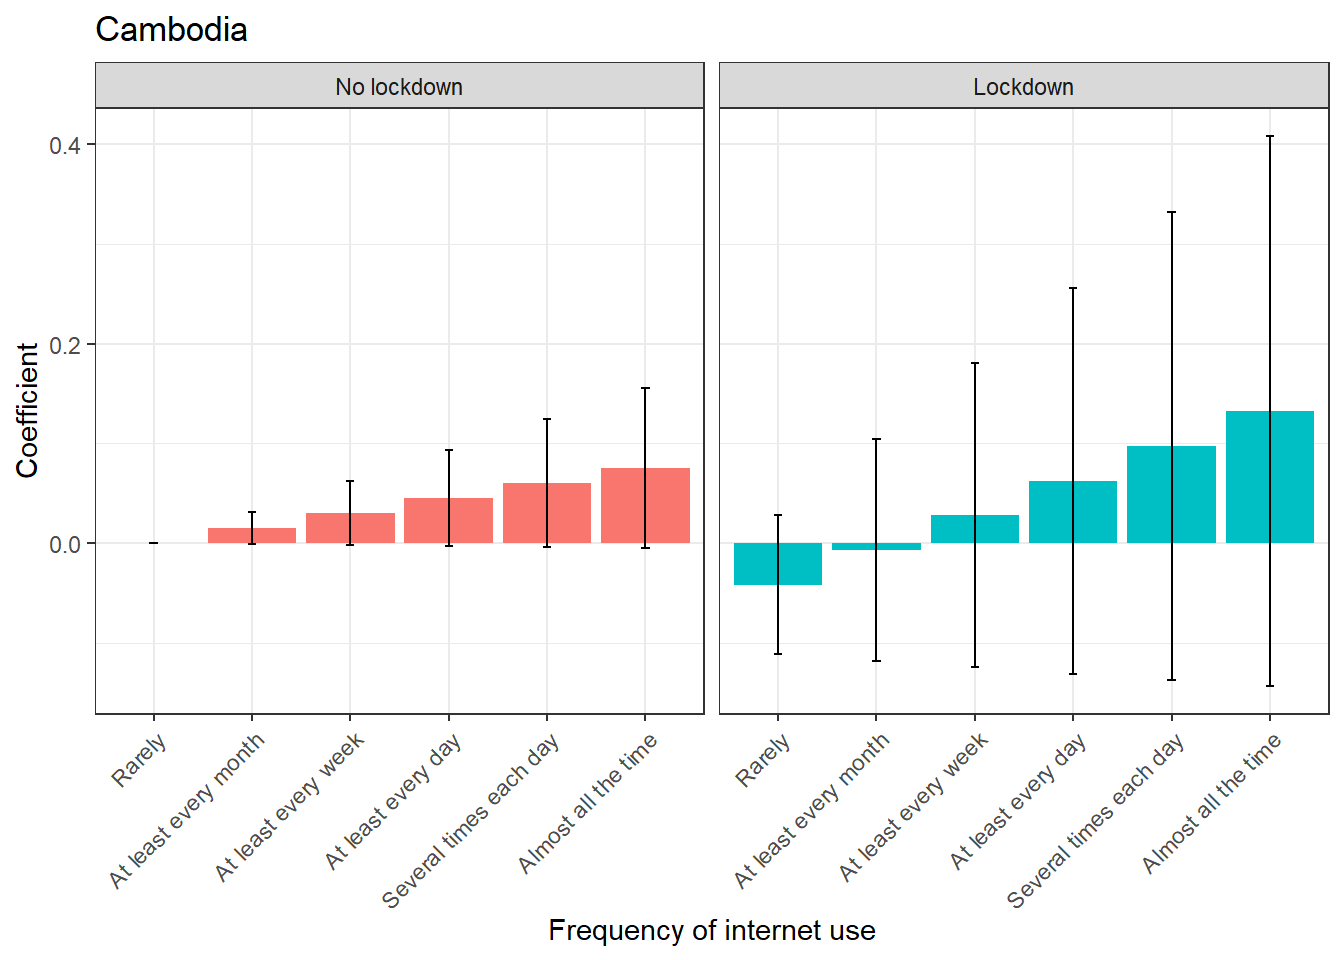 Cambodia
No lockdown
Lockdown
Coefficient
0.4
0.2
0.0
Rarely
At least every month
At least every week
At least every day
Several times each day
Almost all the time
Rarely
At least every month
At least every week
At least every day
Several times each day
Almost all the time
Frequency of internet use